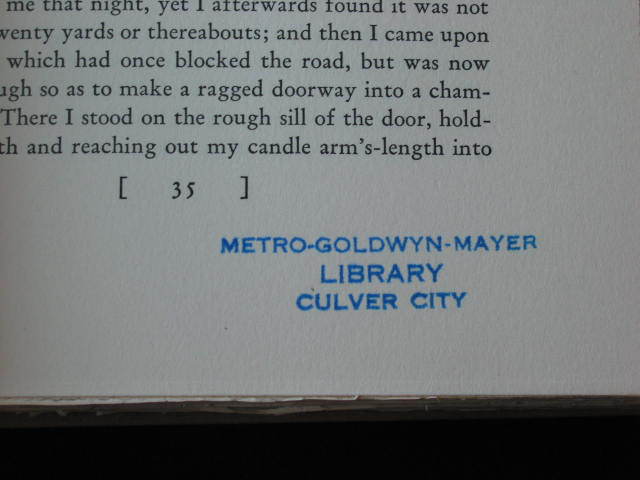 me that night, yet I afterwards found it was not
wenty yards or thereabouts; and then I came upon
which had once blocked the road, but was now
ugh so as to make a ragged doorway into a cham-
There I stood on the rough sill of the door, hold-
th and reaching out my candle arm's-length into
[ 35 ]
METRO-GOLDWYN-MAYER
LIBRARY
CULVER CITY